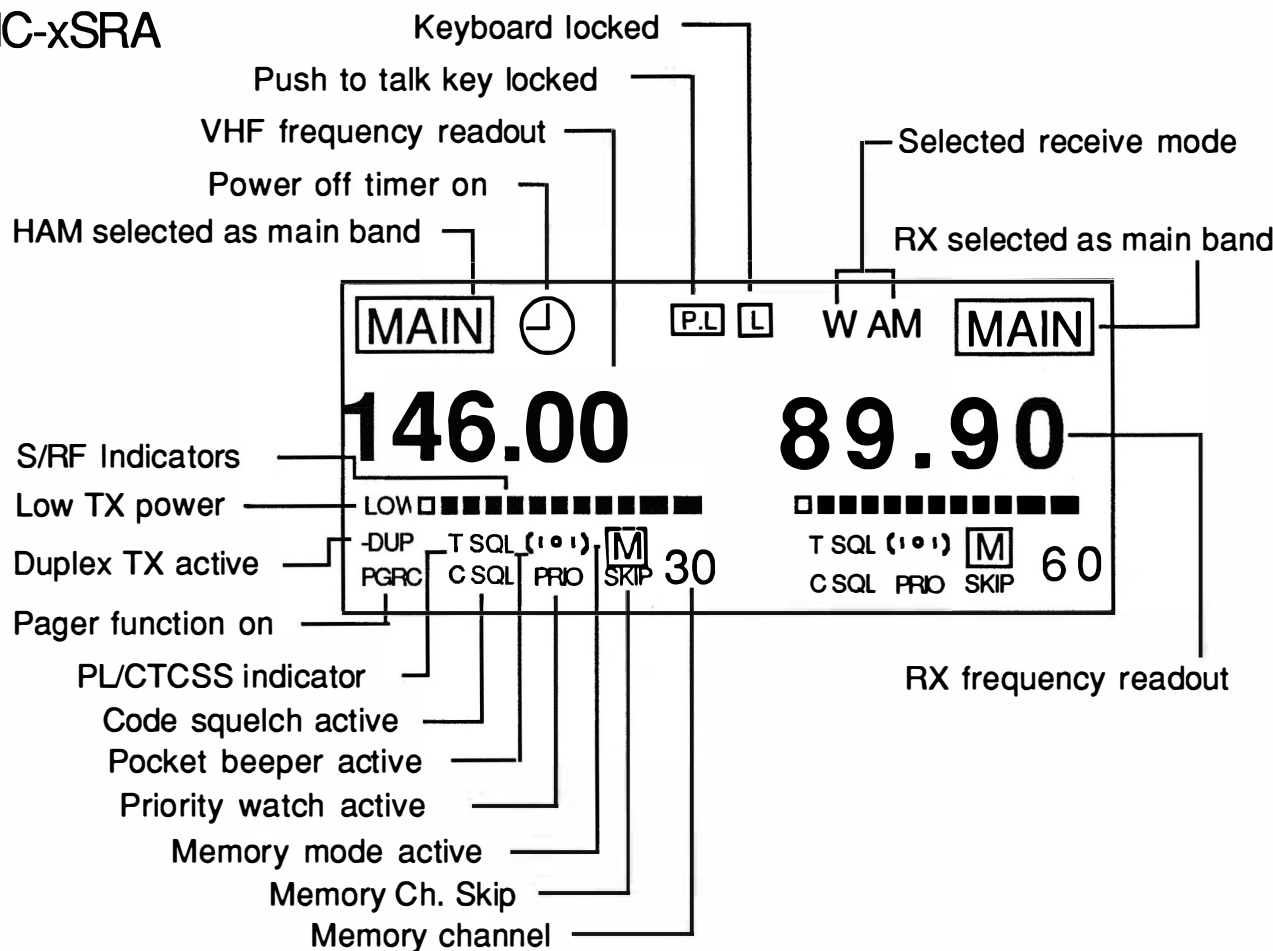 IC-xSRA
Keyboard locked
Push to talk key locked
VHF frequency readout
Selected receive mode
Power off timer on
HAM selected as main band
RX selected as main band
MAIN P.L L W AM MAIN
146.00 89.90
S/RF Indicators
Low TX power
LOW
Duplex TX active
-DUP T SQL M 30 T SQL M 60
PGRC C SQL PRIO SKIP C SQL PRIO SKIP
Pager function on
PL/CTCSS indicator
RX frequency readout
Code squelch active
Pocket beeper active
Priority watch active
Memory mode active
Memory Ch. Skip
Memory channel